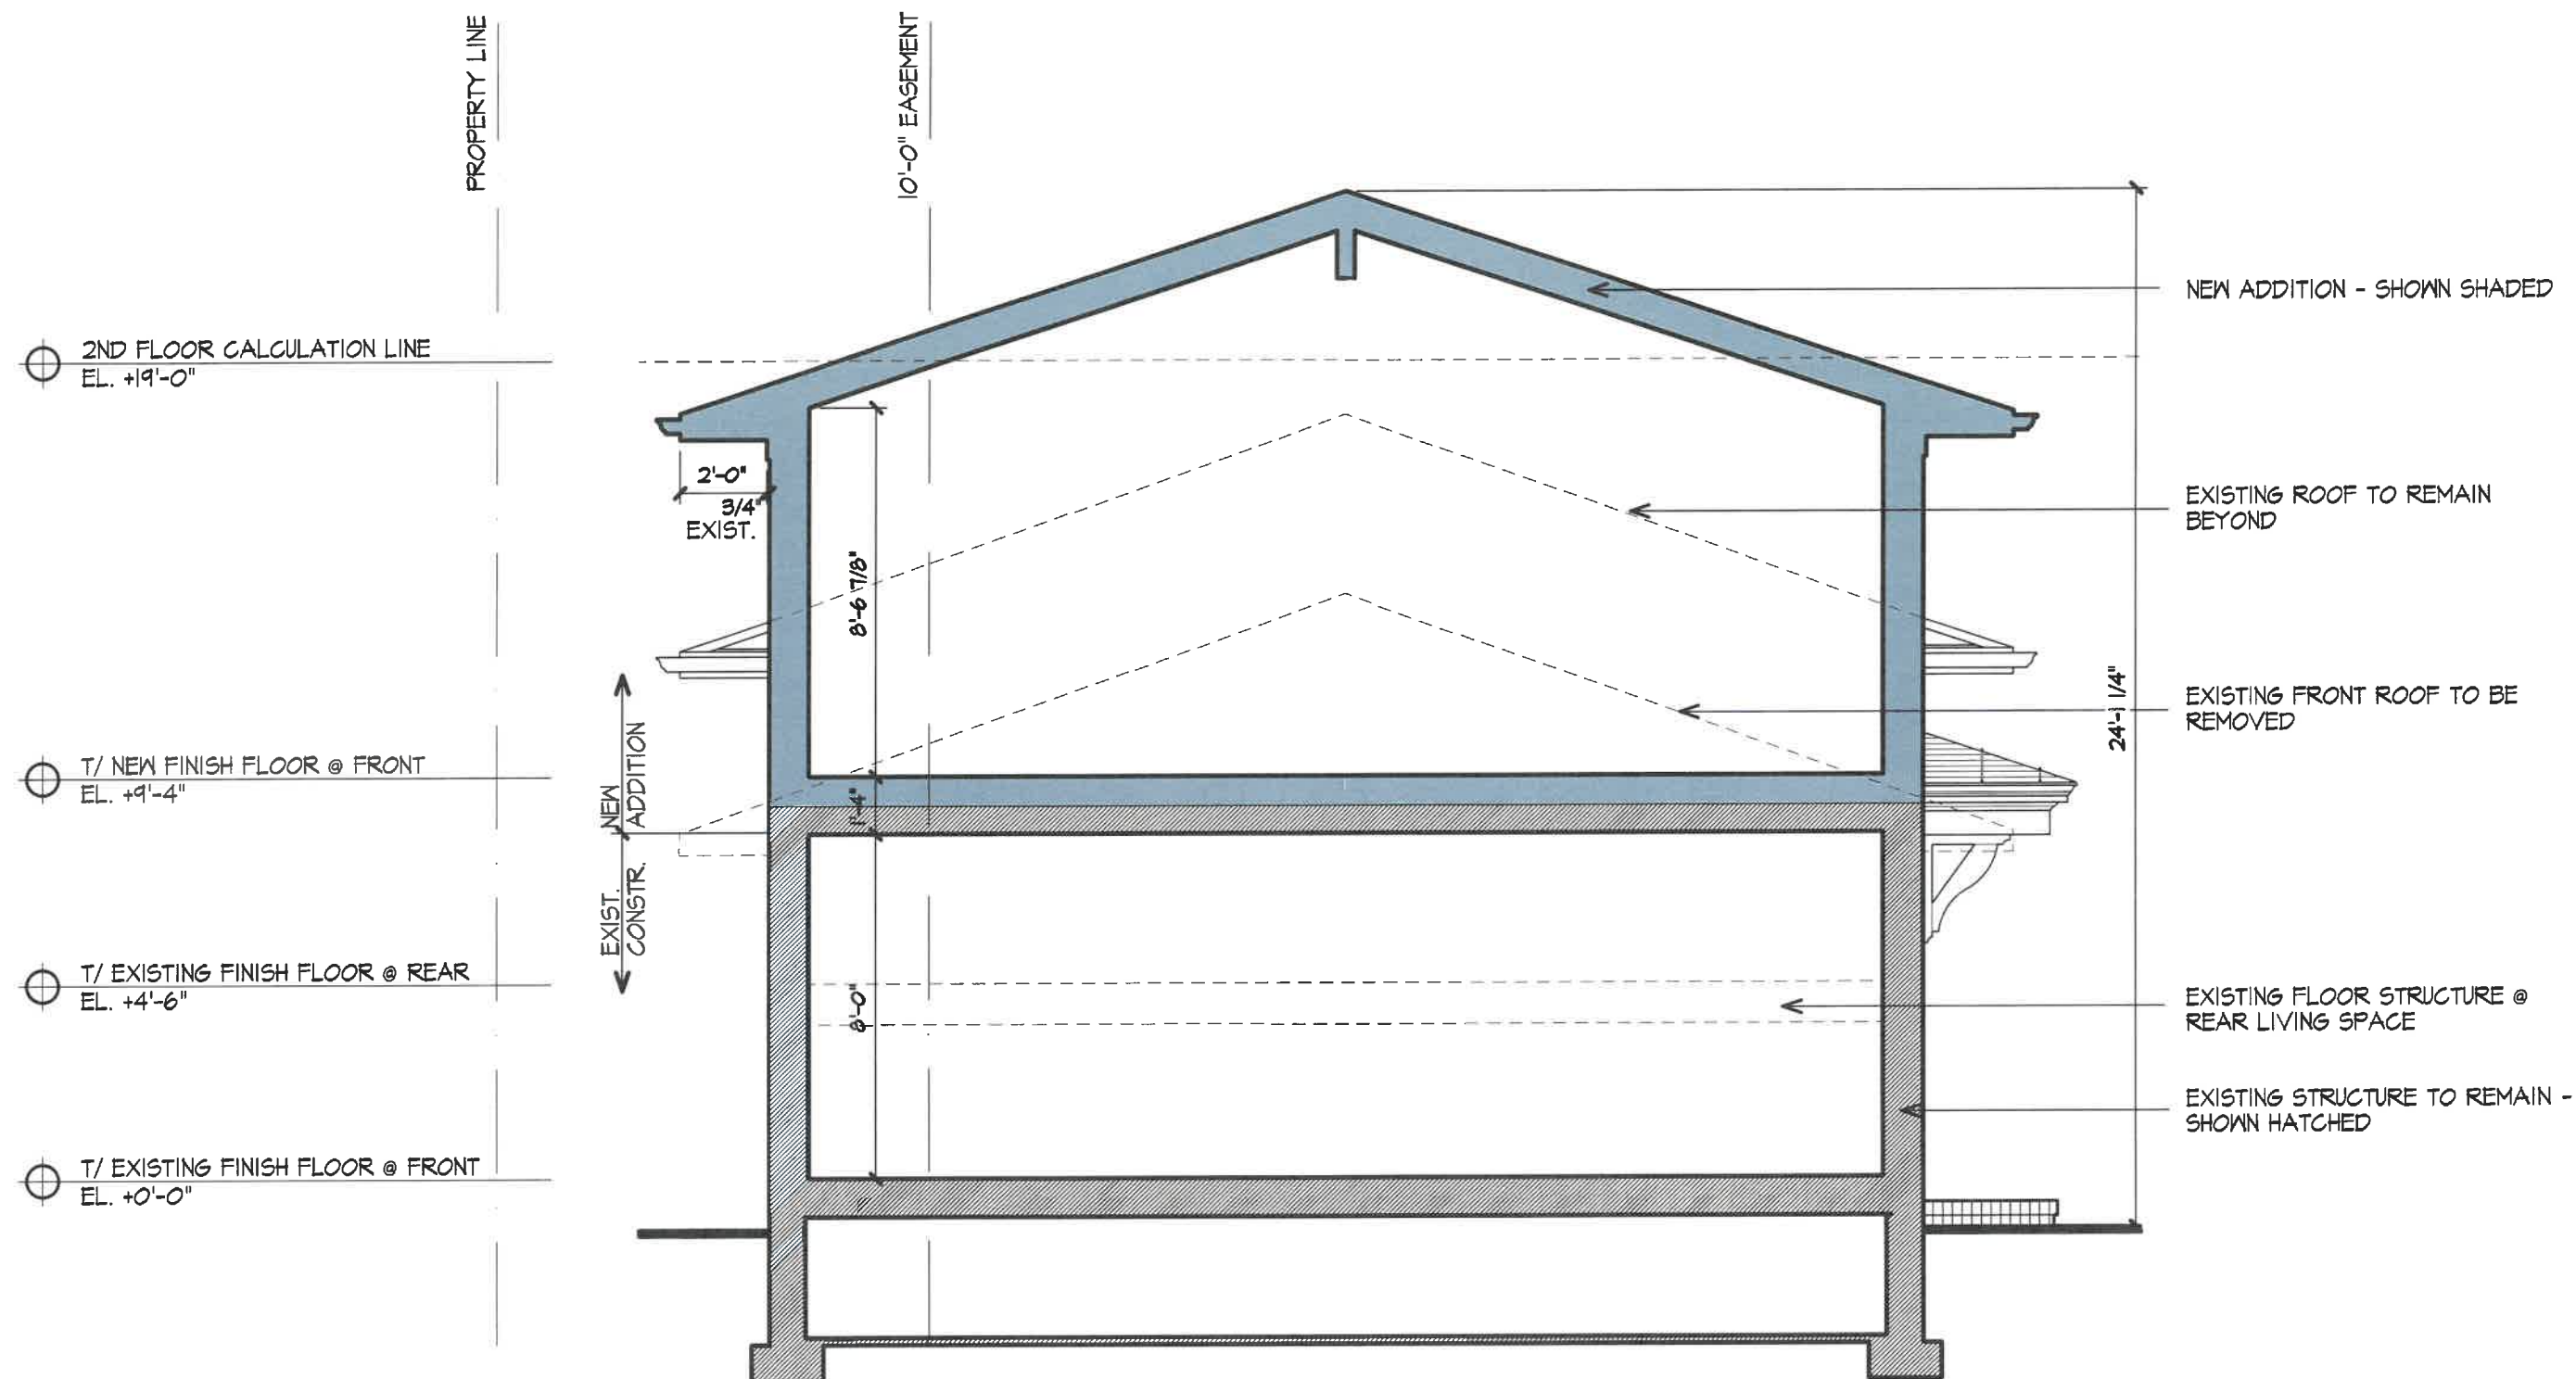 PROPERTY LINE
10'-0" EASEMENT
2ND FLOOR CALCULATION LINE
EL. +19'-0"
T/ NEW FINISH FLOOR @ FRONT
EL. +9'-4"
T/ EXISTING FINISH FLOOR @ REAR
EL. +4'-6"
T/ EXISTING FINISH FLOOR @ FRONT
EL. +0'-0"
2'-0"
3/4"
EXIST.
NEW
ADDITION
EXIST.
CONSTR.
8'-6 7/8"
1'-4"
8'-0"
24'-1 1/4"
NEW ADDITION - SHOWN SHADED
EXISTING ROOF TO REMAIN
BEYOND
EXISTING FRONT ROOF TO BE
REMOVED
EXISTING FLOOR STRUCTURE @
REAR LIVING SPACE
EXISTING STRUCTURE TO REMAIN -
SHOWN HATCHED